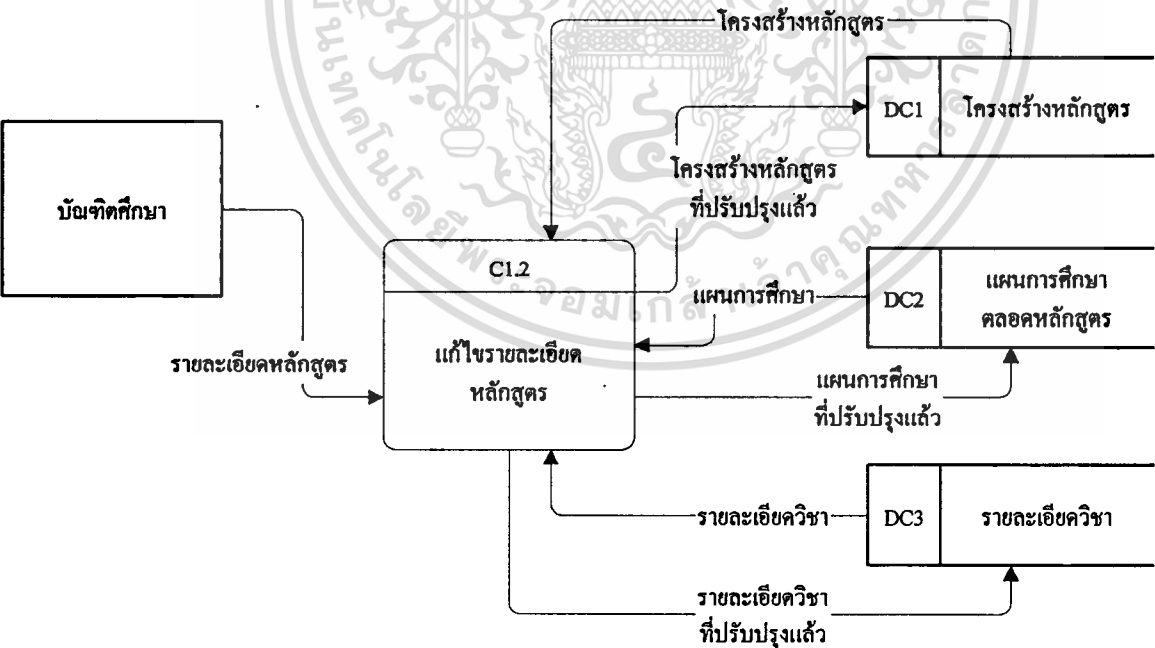 โครงสร้างหลักสูตร
DC1
โครงสร้างหลักสูตร
บัณฑิตศึกษา
โครงสร้างหลักสูตร
ที่ปรับปรุงแล้ว
C1.2
แก้ไขรายละเอียด
หลักสูตร
แผนการศึกษา
DC2
แผนการศึกษา
ตลอดหลักสูตร
รายละเอียดหลักสูตร
แผนการศึกษา
ที่ปรับปรุงแล้ว
รายละเอียดวิชา
DC3
รายละเอียดวิชา
รายละเอียดวิชา
ที่ปรับปรุงแล้ว